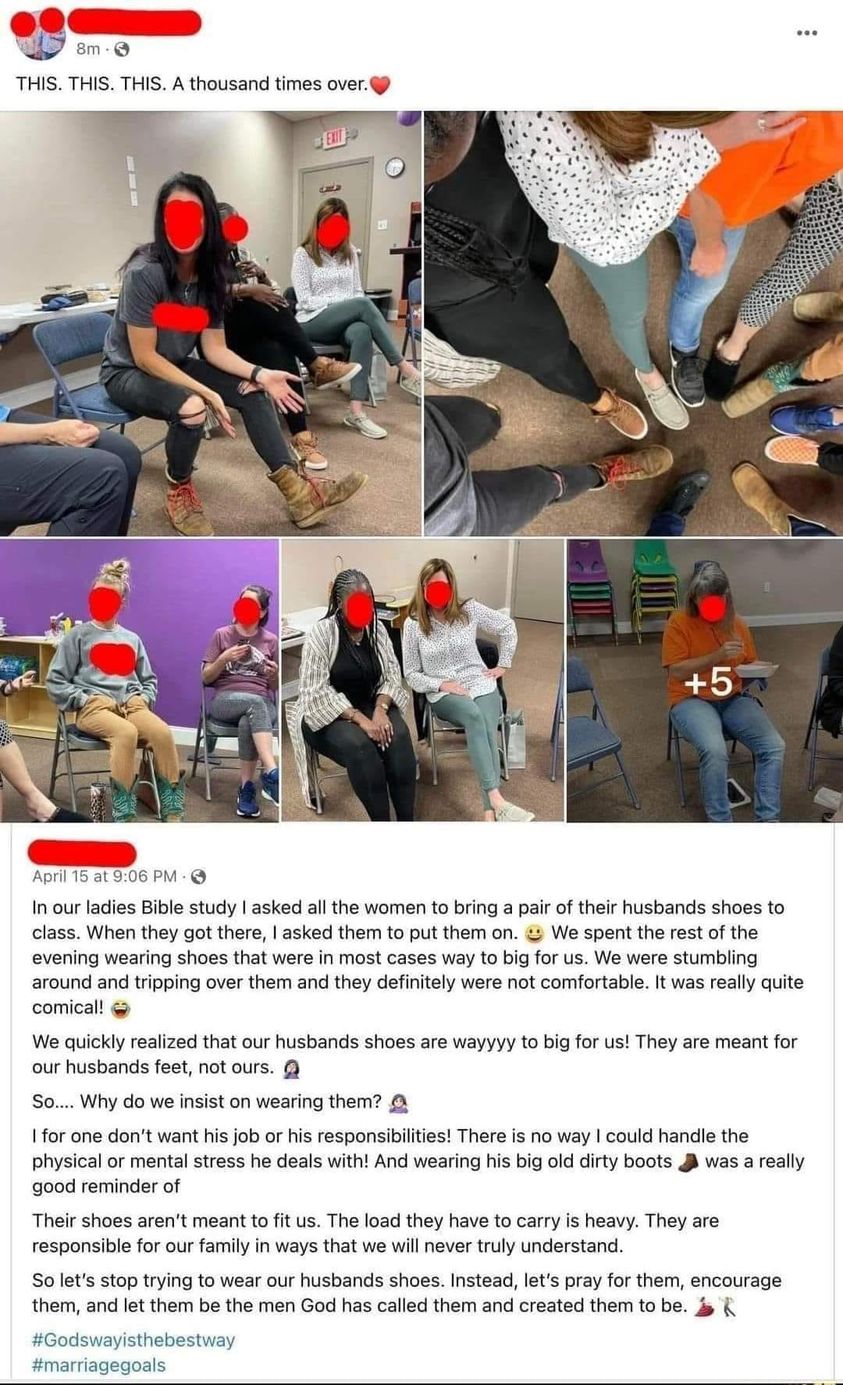 8m ·
THIS. THIS. THIS. A thousand times over.❤️
EXIT
+5
April 15 at 9:06 PM ·
In our ladies Bible study I asked all the women to bring a pair of their husbands shoes to
class. When they got there, I asked them to put them on. 😀 We spent the rest of the
evening wearing shoes that were in most cases way to big for us. We were stumbling
around and tripping over them and they definitely were not comfortable. It was really quite
comical! 😂
We quickly realized that our husbands shoes are wayyyy to big for us! They are meant for
our husbands feet, not ours. 🤦🏻‍♀️
So.... Why do we insist on wearing them? 🙇🏻‍♀️
I for one don't want his job or his responsibilities! There is no way I could handle the
physical or mental stress he deals with! And wearing his big old dirty boots 🥾 was a really
good reminder of
Their shoes aren't meant to fit us. The load they have to carry is heavy. They are
responsible for our family in ways that we will never truly understand.
So let's stop trying to wear our husbands shoes. Instead, let's pray for them, encourage
them, and let them be the men God has called them and created them to be. 💃🏻🕺🏻
#Godswayisthebestway
#marriagegoals